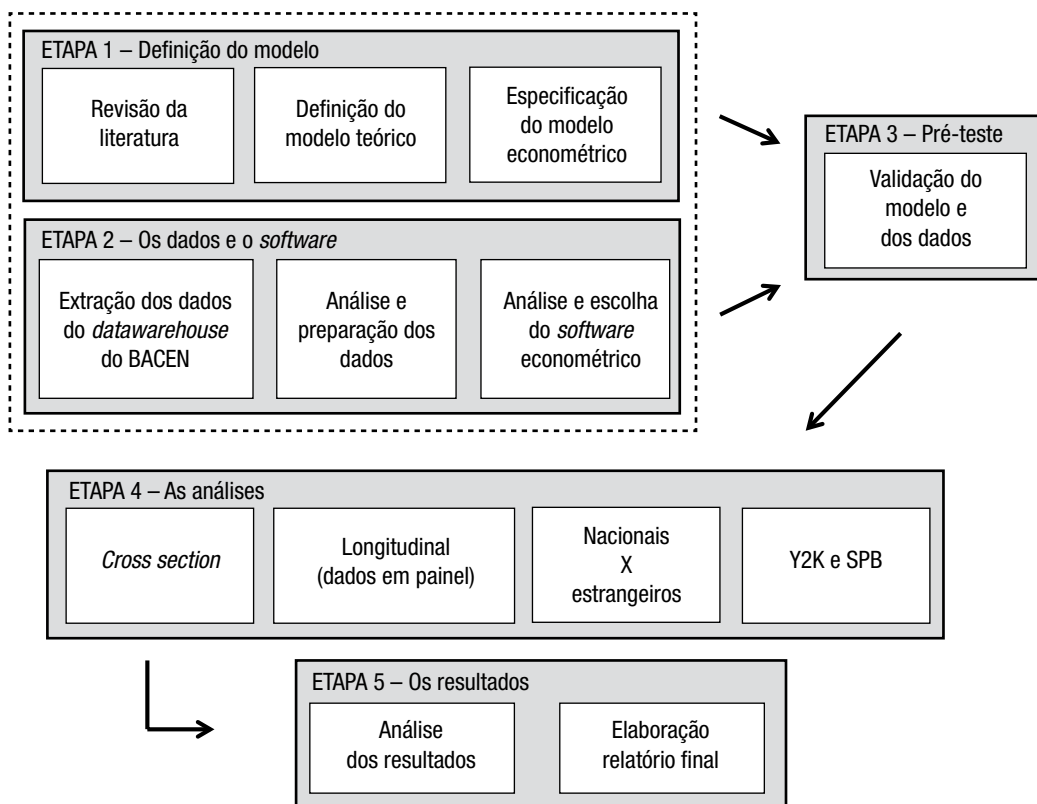 ETAPA 1 – Definição do modelo
Revisão da
literatura
Definição do
modelo teórico
Especificação
do modelo
econométrico
ETAPA 2 – Os dados e o software
Extração dos dados
do datawarehouse
do BACEN
Análise e
preparação dos
dados
Análise e escolha
do software
econométrico
ETAPA 3 – Pré-teste
Validação do
modelo e
dos dados
ETAPA 4 – As análises
Cross section
Longitudinal
(dados em painel)
Nacionais
X
estrangeiros
Y2K e SPB
ETAPA 5 – Os resultados
Análise
dos resultados
Elaboração
relatório final